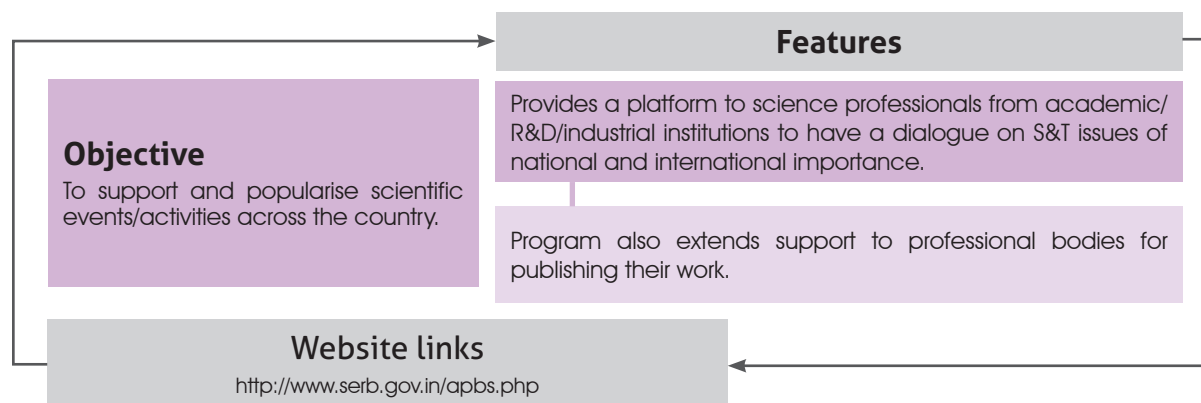 Features
Objective
To support and popularise scientific
events/activities across the country.
Provides a platform to science professionals from academic/
R&D/industrial institutions to have a dialogue on S&T issues of
national and international importance.
Program also extends support to professional bodies for
publishing their work.
Website links
http://www.serb.gov.in/apbs.php